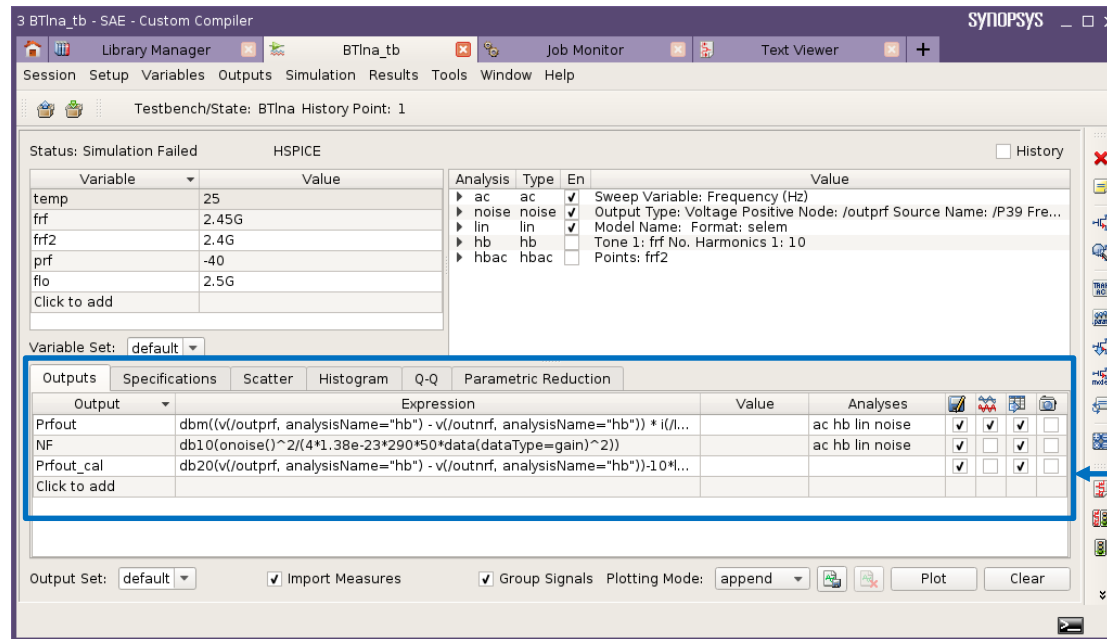 3 BTlna_tb - SAE - Custom Compiler SYNOPSYS
Library Manager BTlna_tb Job Monitor Text Viewer
Session Setup Variables Outputs Simulation Results Tools Window Help
Testbench/State: BTlna History Point: 1
Status: Simulation Failed HSPICE History
Variable Value
temp 25
frf 2.45G
frf2 2.4G
prf -40
flo 2.5G
Click to add
Analysis Type En Value
ac ac Sweep Variable: Frequency (Hz)
noise noise Output Type: Voltage Positive Node: /outprf Source Name: /P39 Fre...
lin lin Model Name: Format: selem
hb hb Tone 1: frf No. Harmonics 1: 10
hbac hbac Points: frf2
Variable Set: default
Outputs Specifications Scatter Histogram Q-Q Parametric Reduction
Output Expression Value Analyses
Prfout dbm((v(/outprf, analysisName="hb") - v(/outnrf, analysisName="hb")) * i(/I... ac hb lin noise
NF db10(onoise()^2/(4*1.38e-23*290*50*data(dataType=gain)^2)) ac hb lin noise
Prfout_cal db20(v(/outprf, analysisName="hb") - v(/outnrf, analysisName="hb"))-10*l...
Click to add
Output Set: default Import Measures Group Signals Plotting Mode: append Plot Clear